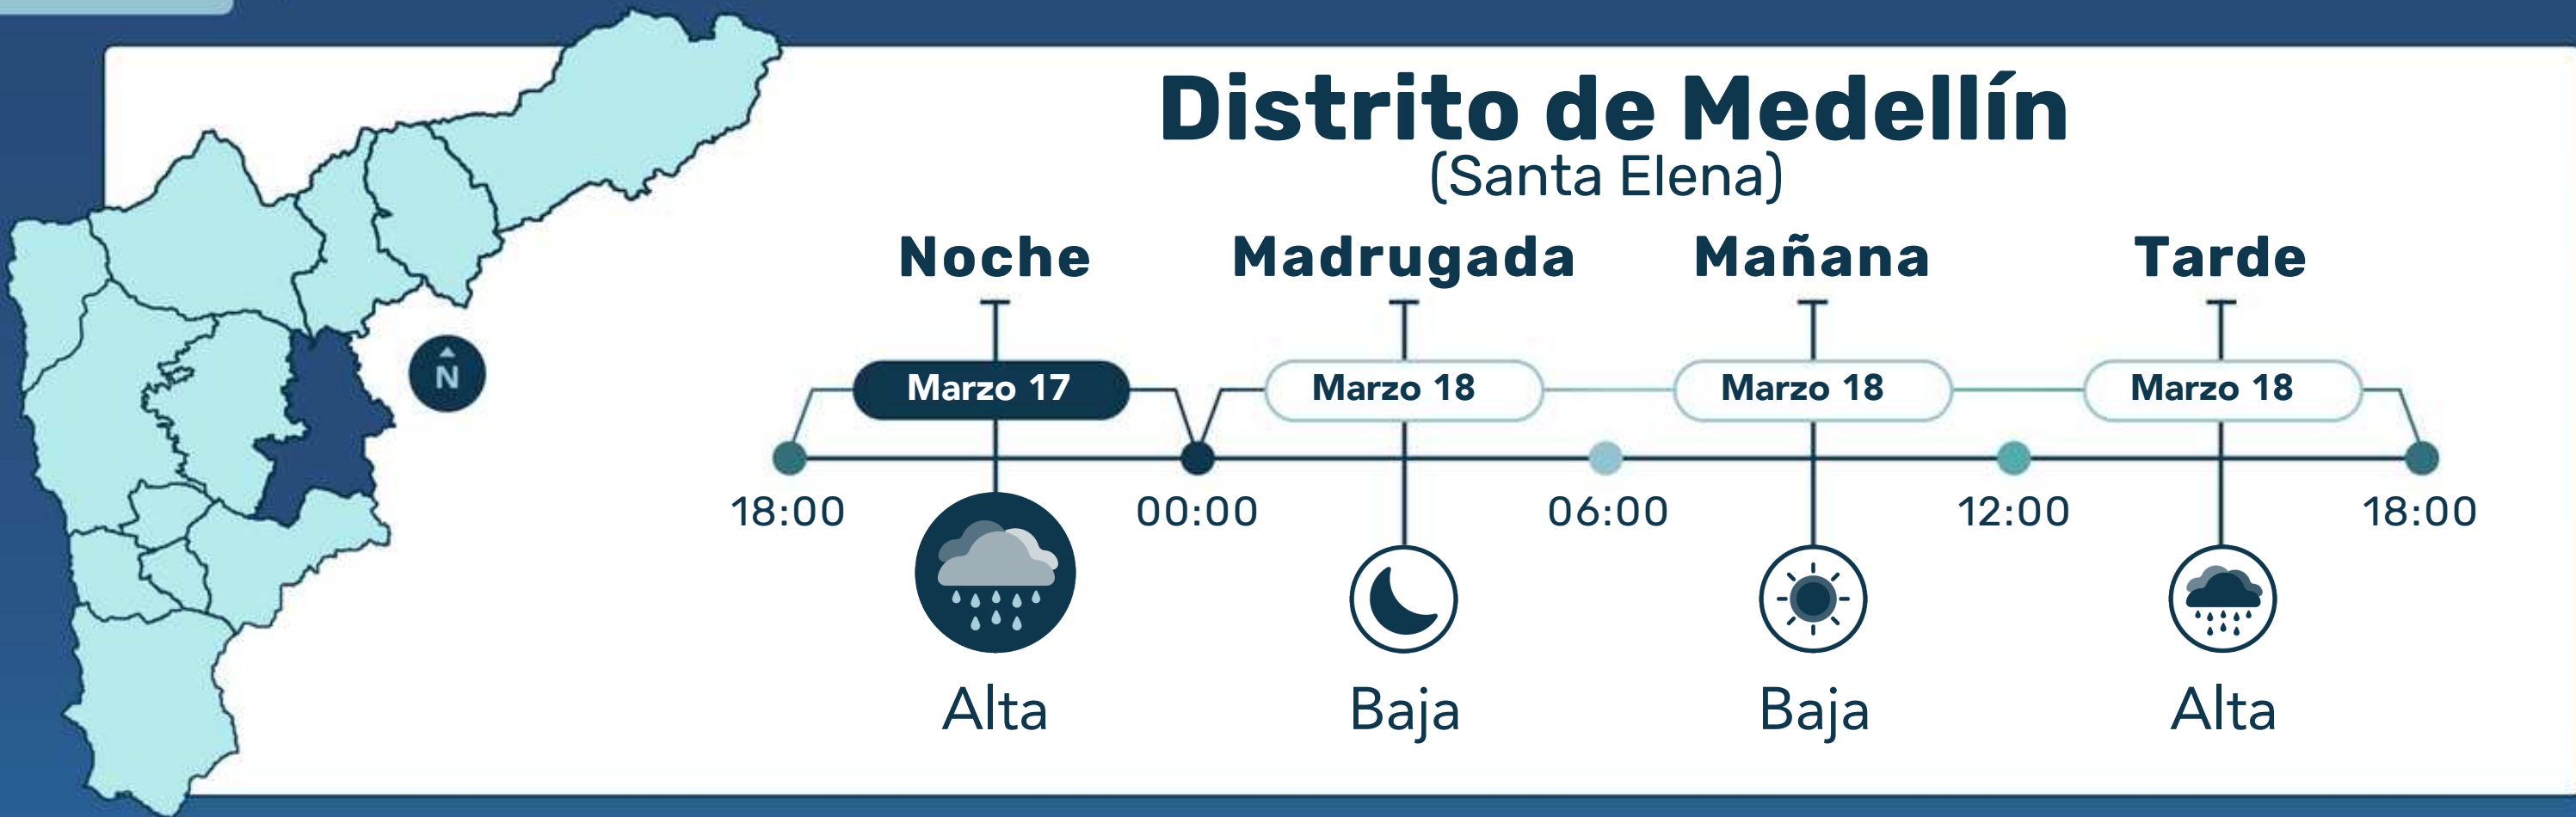 Distrito de Medellín
(Santa Elena)
Noche Madrugada Mañana Tarde
N
Marzo 17 Marzo 18 Marzo 18 Marzo 18
18:00 00:00 06:00 12:00 18:00
Alta Baja Baja Alta